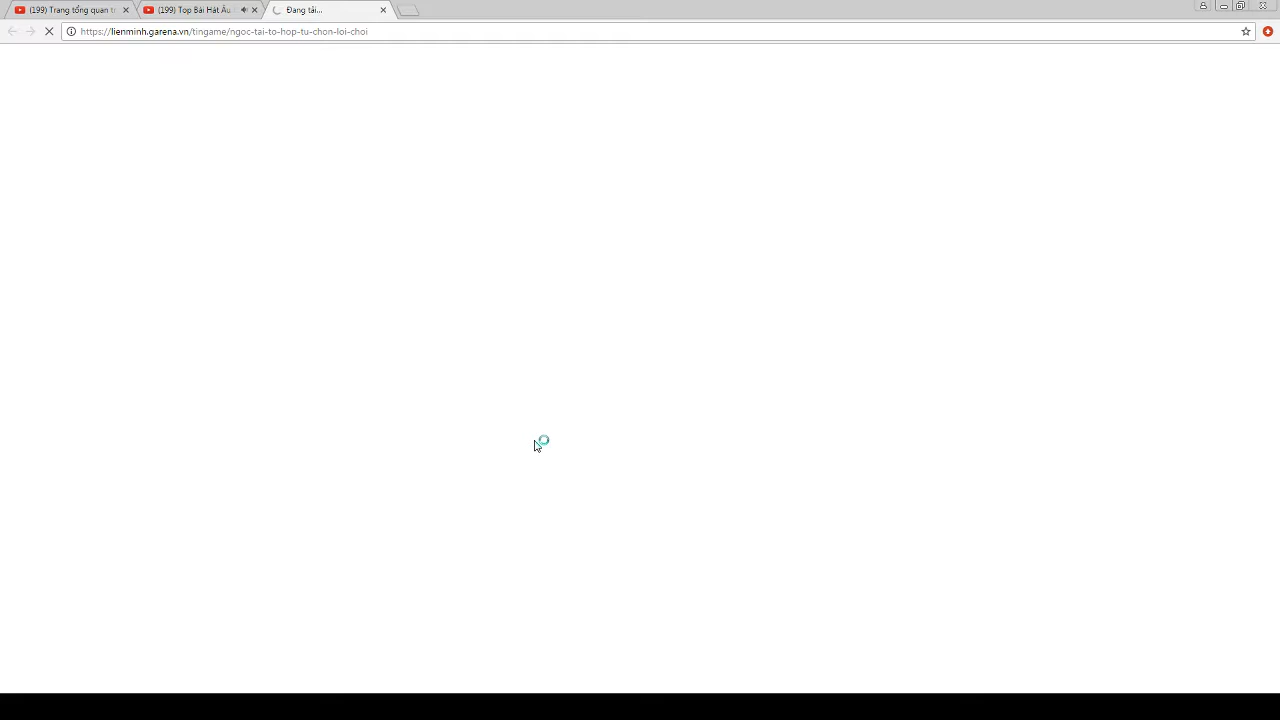 (199) Trang tổng quan tr
(199) Top Bài Hát Âu
Đang tải...
https://lienminh.garena.vn/tingame/ngoc-tai-to-hop-tu-chon-loi-choi